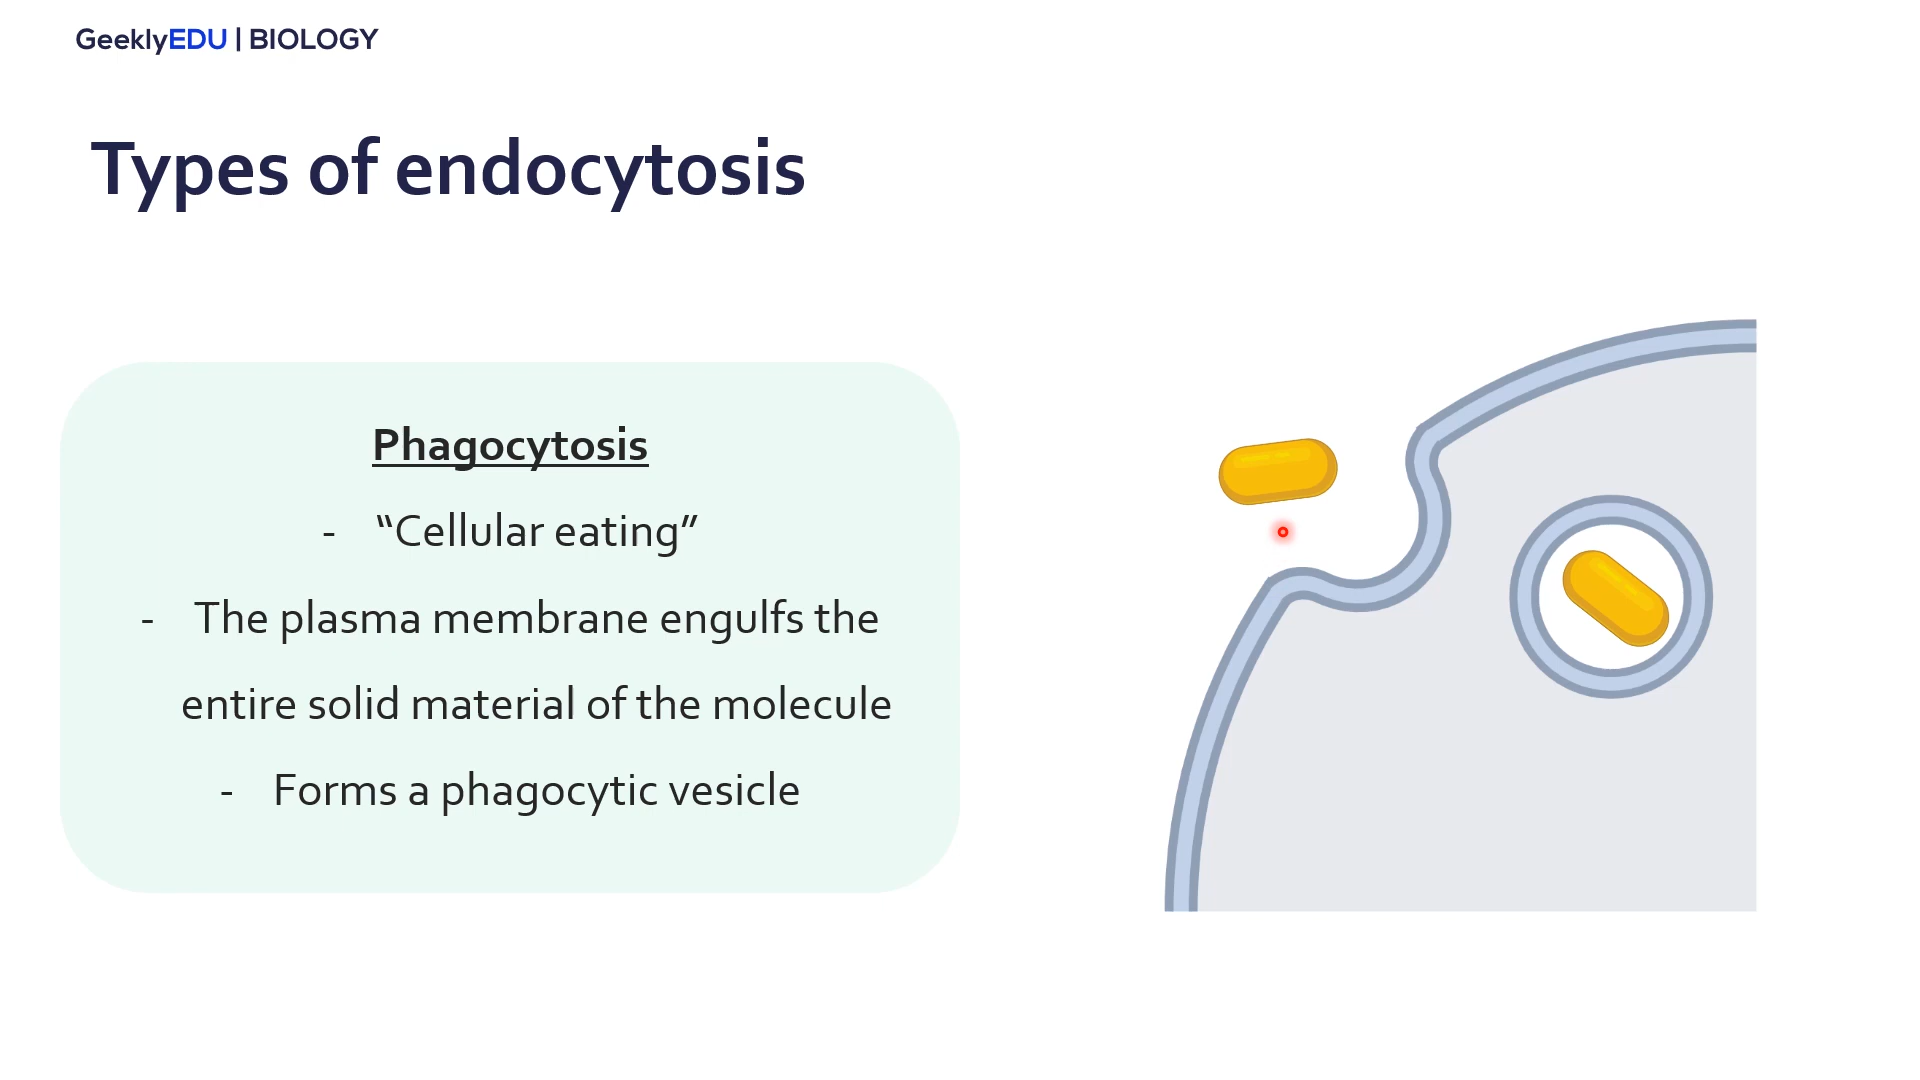 GeeklyEDU | BIOLOGY
Types of endocytosis
Phagocytosis
- “Cellular eating”
- The plasma membrane engulfs the
entire solid material of the molecule
- Forms a phagocytic vesicle